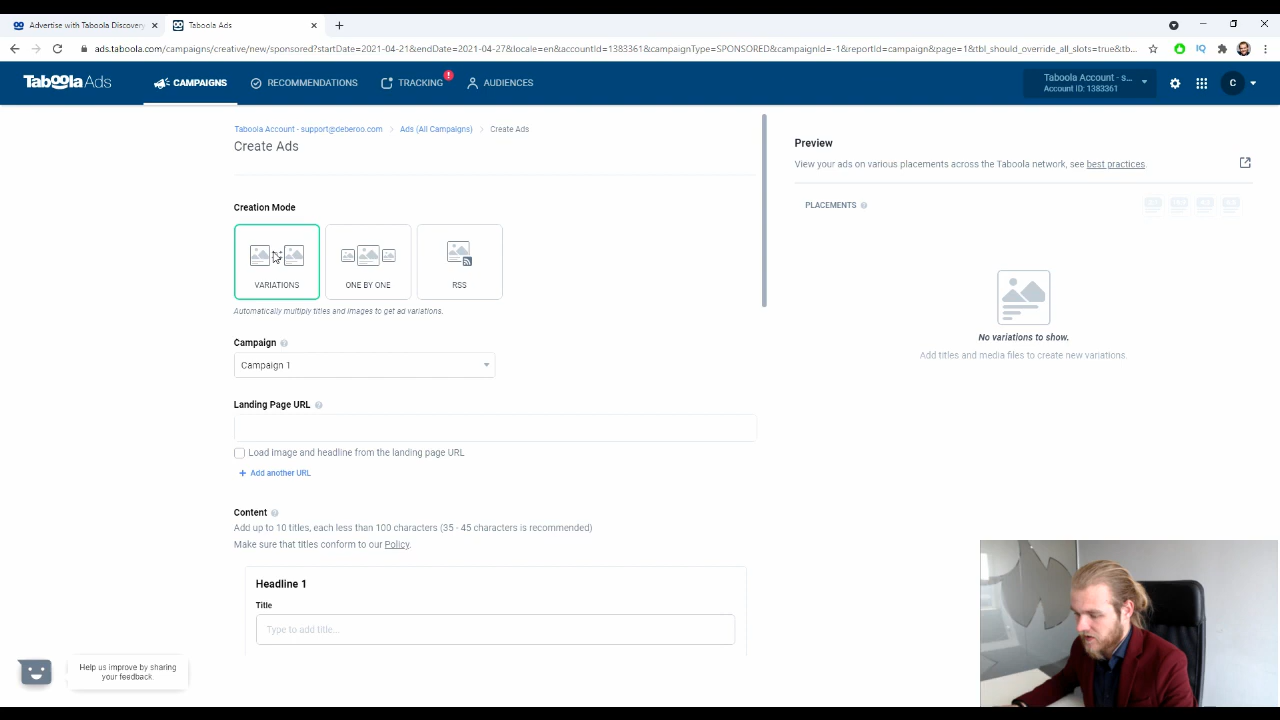 Advertise with Taboola Discovery
Taboola Ads
ads.taboola.com/campaigns/creative/new/sponsored?startDate=2021-04-21&endDate=2021-04-27&locale=en&accountId=1383361&campaignType=SPONSORED&campaignId=-1&reportId=campaign&page=1&tbl_should_override_all_slots=true&tb...
IQ
Taboola Ads
CAMPAIGNS
RECOMMENDATIONS
TRACKING
!
AUDIENCES
Taboola Account - s...
Account ID: 1383361
C
Taboola Account - support@deberoo.com > Ads (All Campaigns) > Create Ads
Create Ads
Creation Mode
VARIATIONS
ONE BY ONE
RSS
Automatically multiply titles and images to get ad variations.
Campaign ?
Campaign 1
Landing Page URL ?
Load image and headline from the landing page URL
+ Add another URL
Content ?
Add up to 10 titles, each less than 100 characters (35 - 45 characters is recommended)
Make sure that titles conform to our Policy.
Headline 1
Title
Type to add title...
Preview
View your ads on various placements across the Taboola network, see best practices.
PLACEMENTS ?
No variations to show.
Add titles and media files to create new variations.
Help us improve by sharing
your feedback.